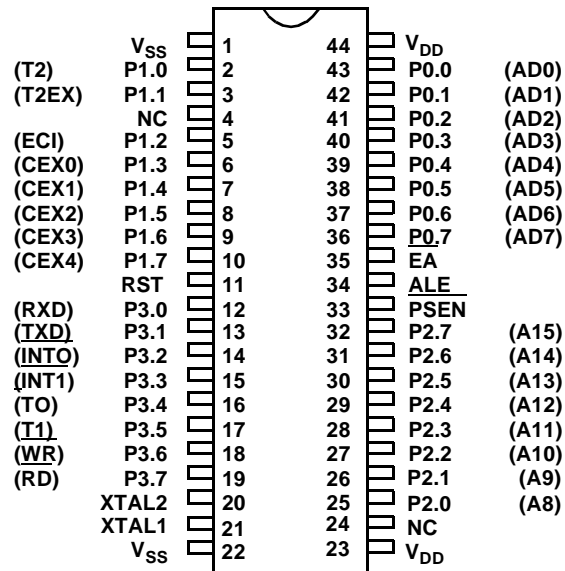 VSS 1 44 VDD
(T2) P1.0 2 43 P0.0 (AD0)
(T2EX) P1.1 3 42 P0.1 (AD1)
NC 4 41 P0.2 (AD2)
(ECI) P1.2 5 40 P0.3 (AD3)
(CEX0) P1.3 6 39 P0.4 (AD4)
(CEX1) P1.4 7 38 P0.5 (AD5)
(CEX2) P1.5 8 37 P0.6 (AD6)
(CEX3) P1.6 9 36 P0.7 (AD7)
(CEX4) P1.7 10 35 EA
RST 11 34 ALE
(RXD) P3.0 12 33 PSEN
(TXD) P3.1 13 32 P2.7 (A15)
(INTO) P3.2 14 31 P2.6 (A14)
(INT1) P3.3 15 30 P2.5 (A13)
(TO) P3.4 16 29 P2.4 (A12)
(T1) P3.5 17 28 P2.3 (A11)
(WR) P3.6 18 27 P2.2 (A10)
(RD) P3.7 19 26 P2.1 (A9)
XTAL2 20 25 P2.0 (A8)
XTAL1 21 24 NC
VSS 22 23 VDD